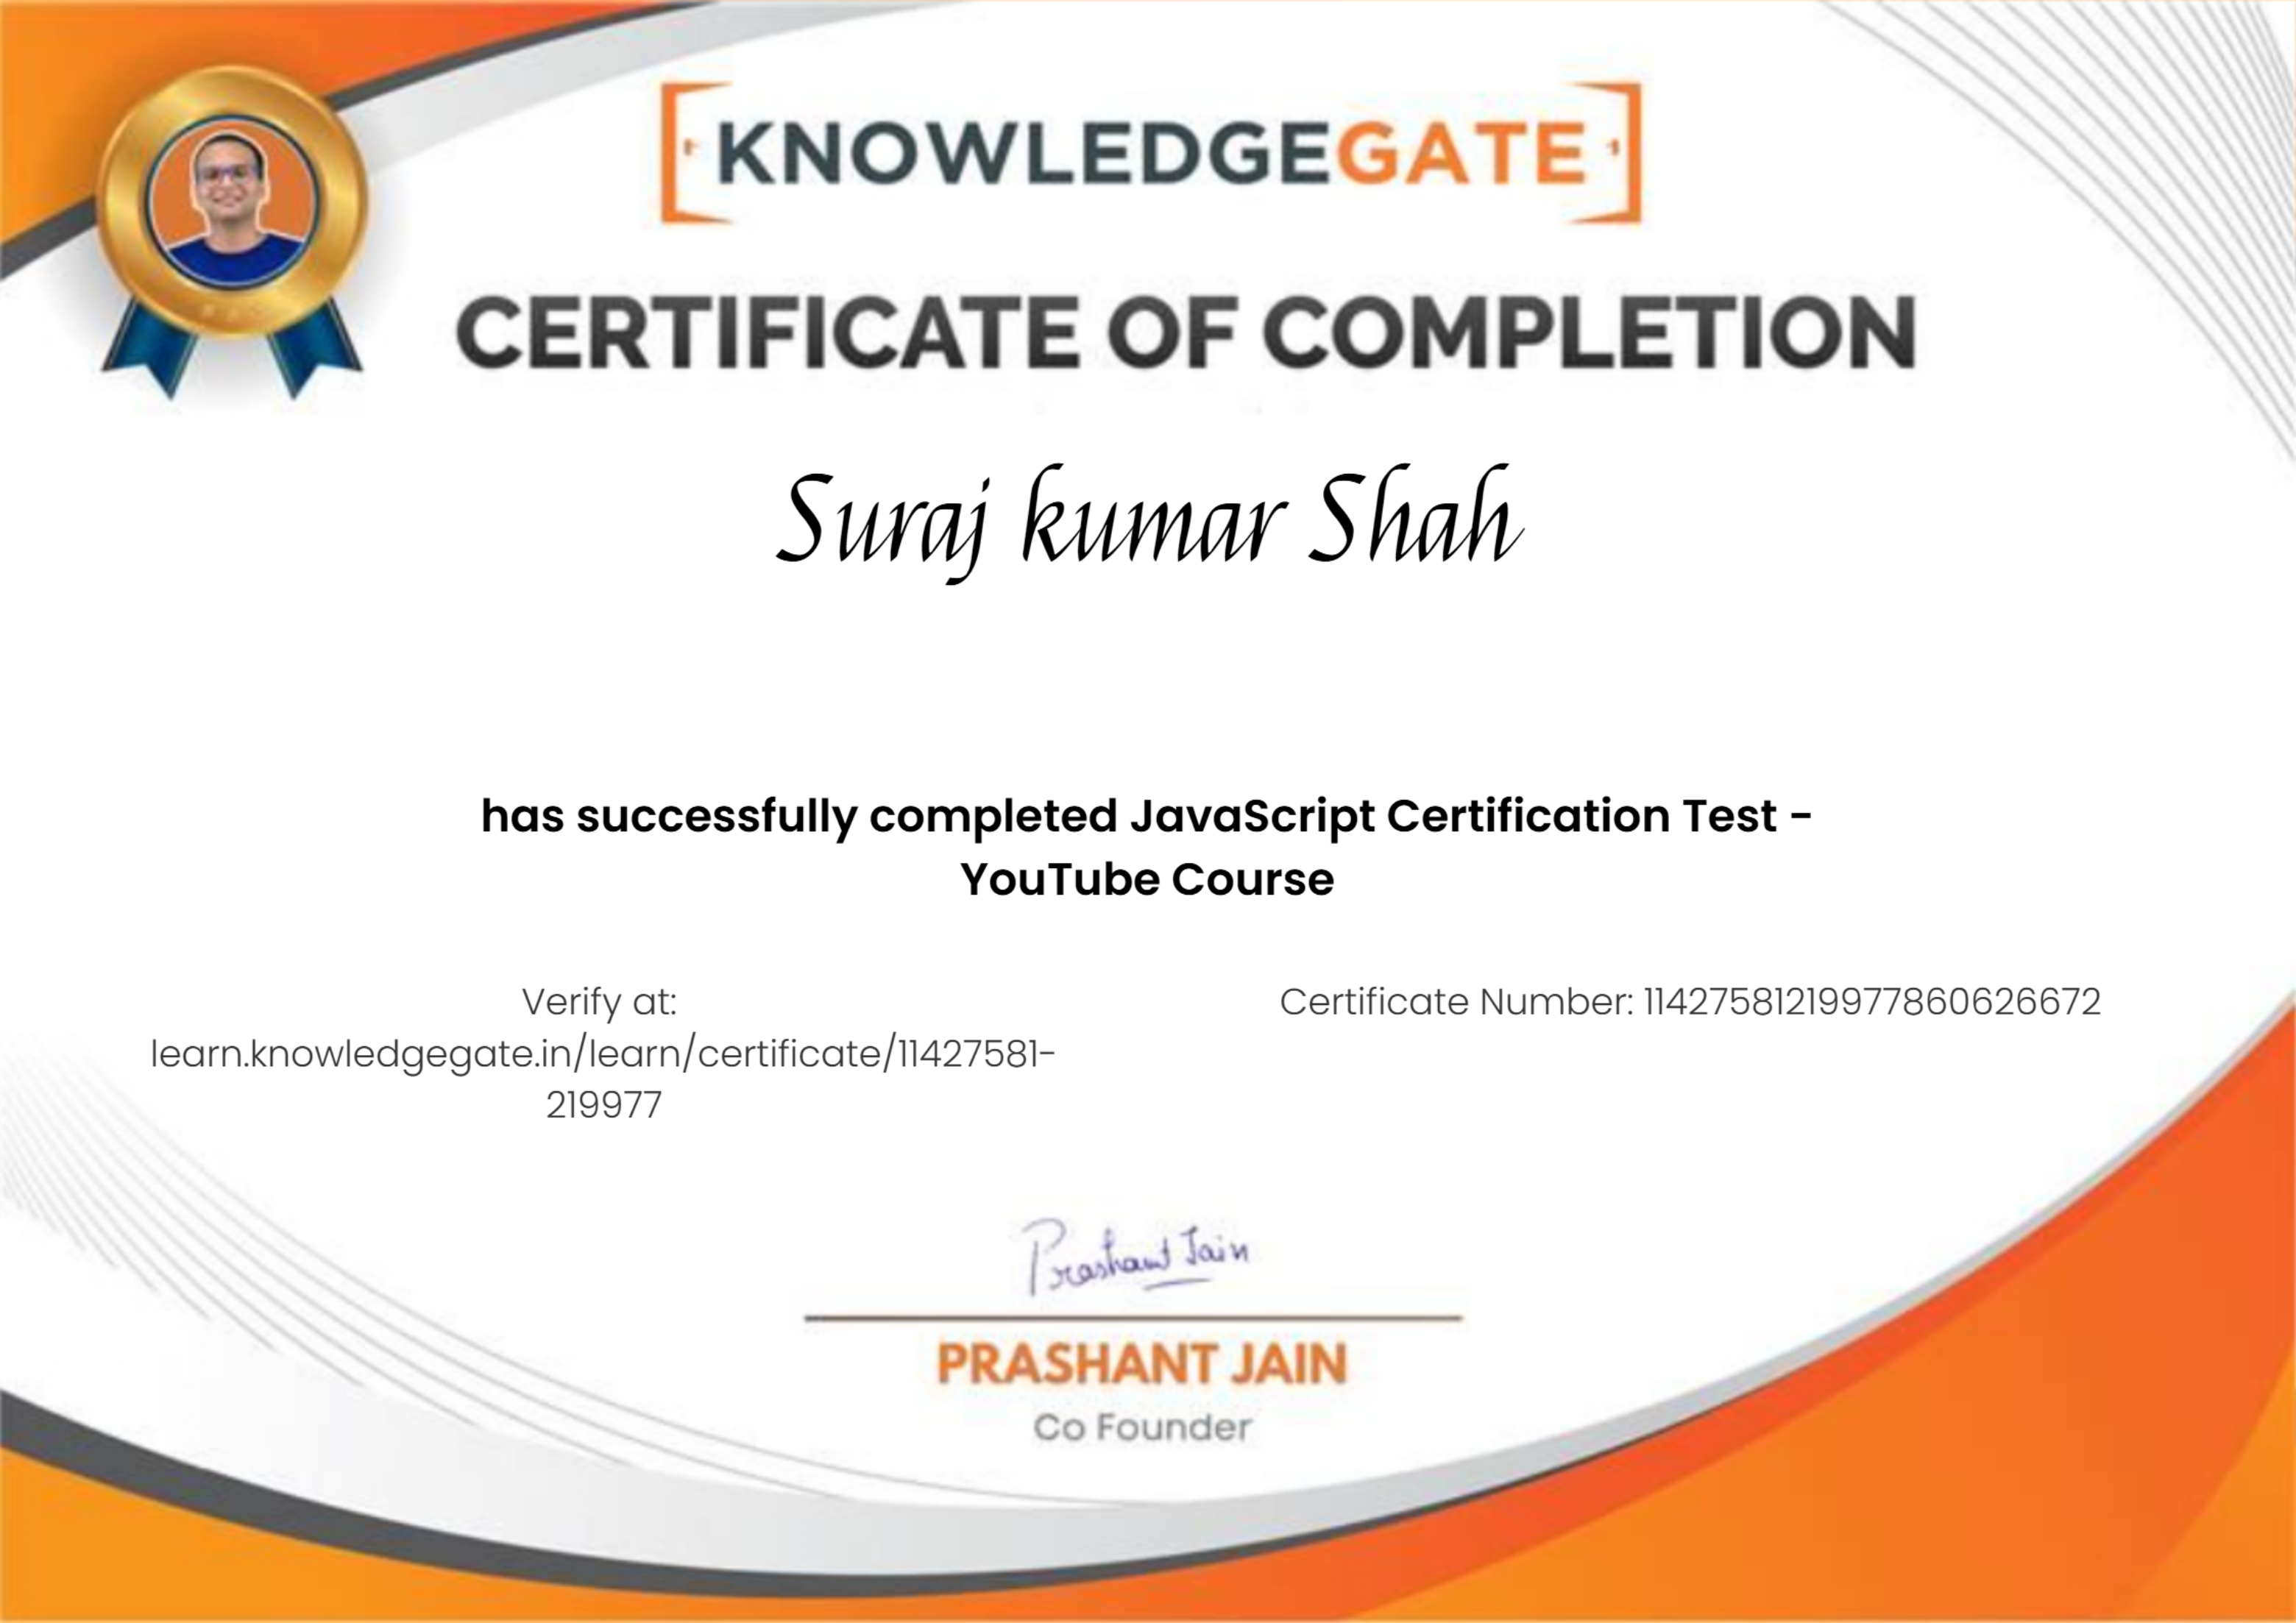 KNOWLEDGEGATE
CERTIFICATE OF COMPLETION
Suraj kumar Shah
has successfully completed JavaScript Certification Test -
YouTube Course
Verify at:
learn.knowledgegate.in/learn/certificate/11427581-
219977
Certificate Number: 11427581219977860626672
Prashant Jain
PRASHANT JAIN
Co Founder